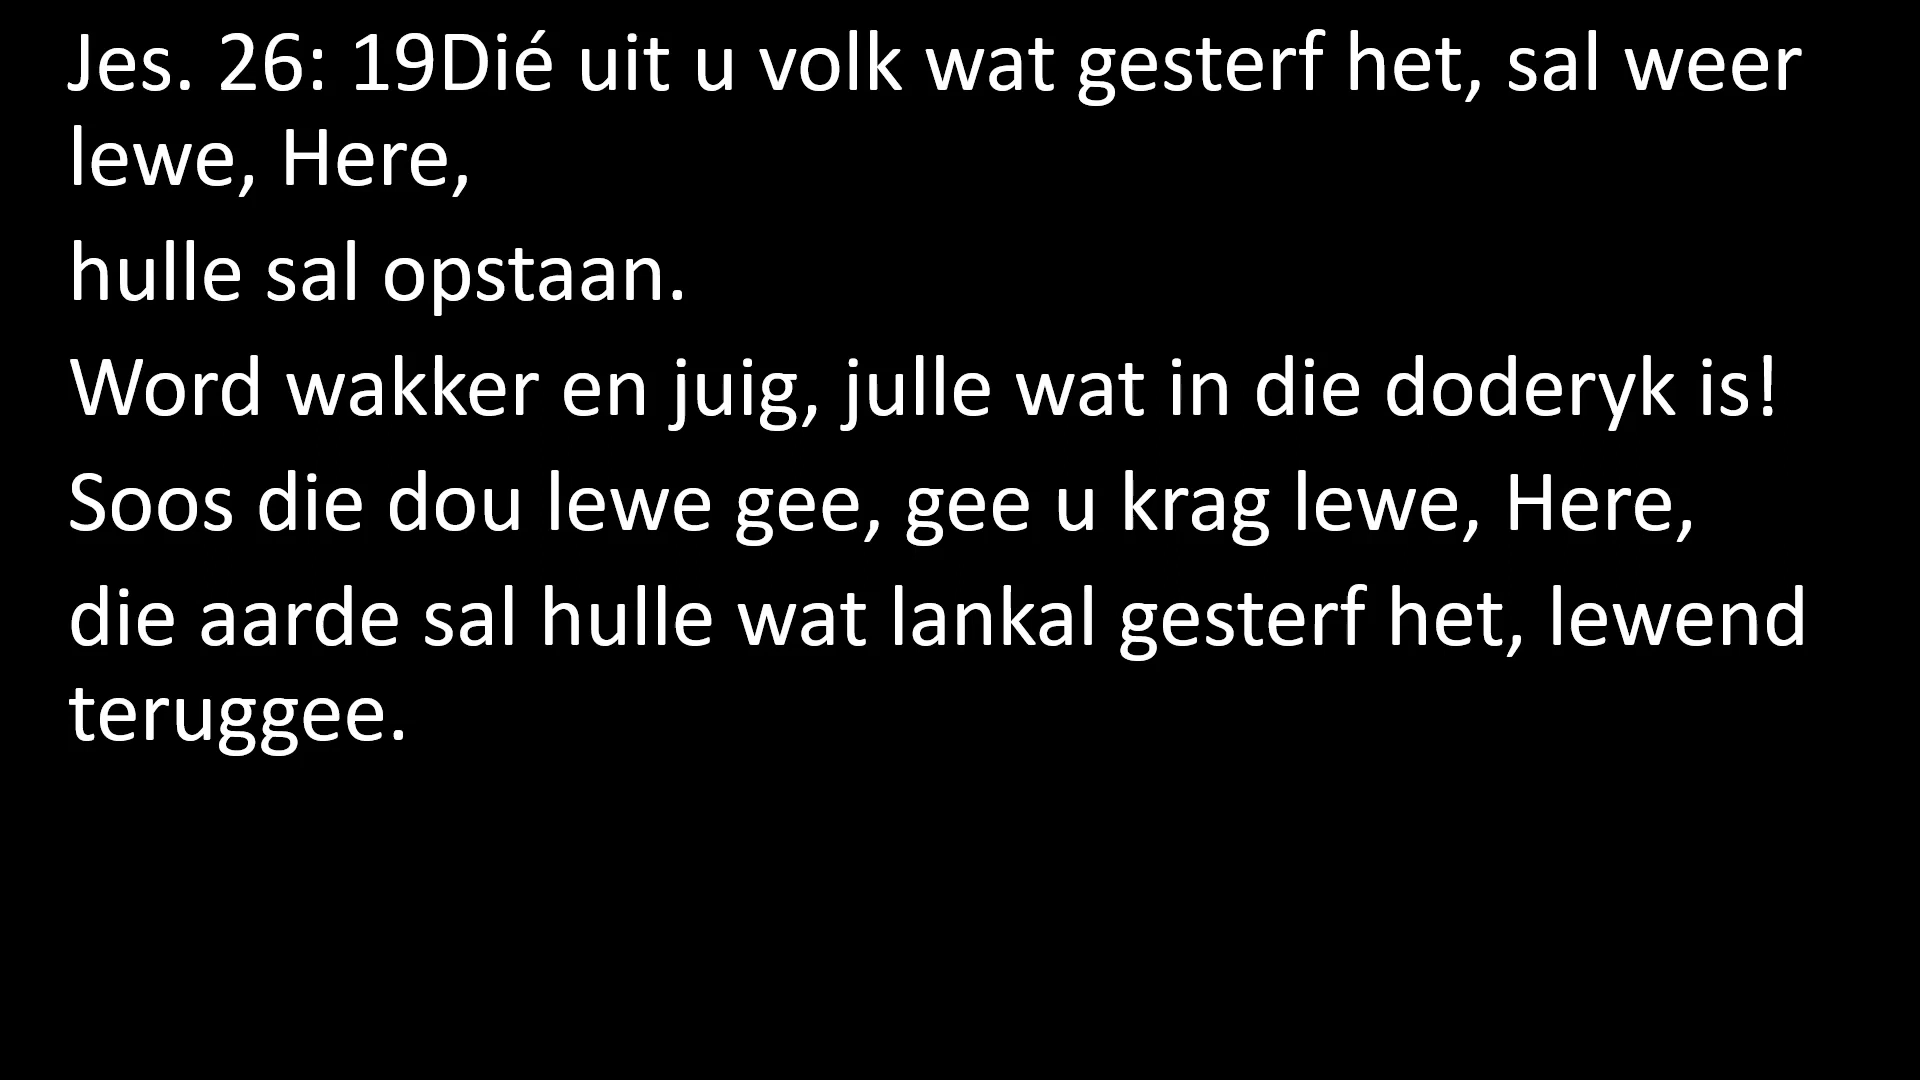 Jes. 26: 19Dié uit u volk wat gesterf het, sal weer
lewe, Here,
hulle sal opstaan.
Word wakker en juig, julle wat in die doderyk is!
Soos die dou lewe gee, gee u krag lewe, Here,
die aarde sal hulle wat lankal gesterf het, lewend
teruggee.